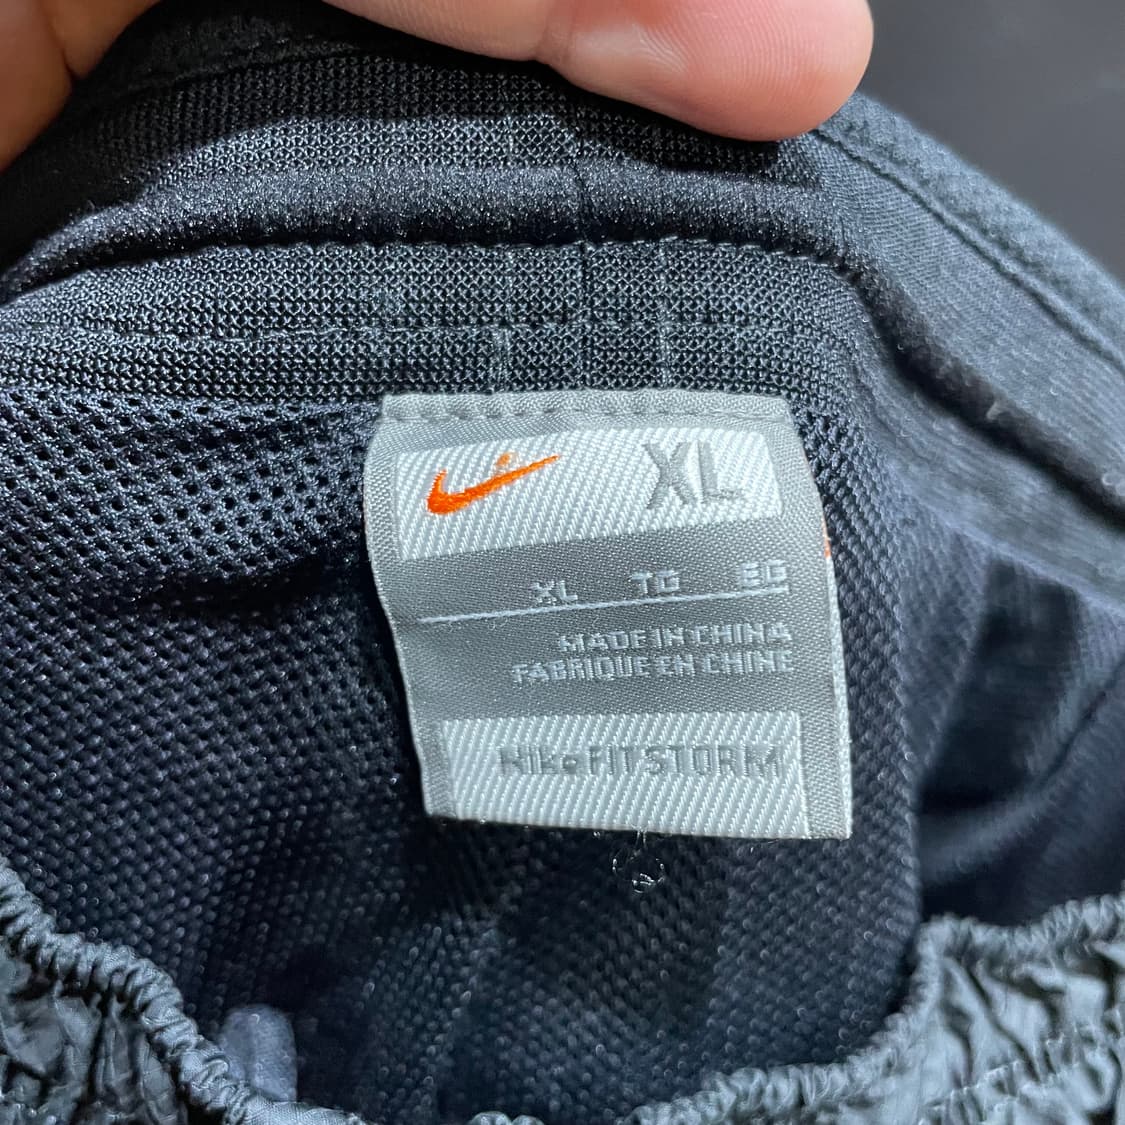 XL
XL TG EG
MADE IN CHINA
FABRIQUE EN CHINE
Nike FIT STORM